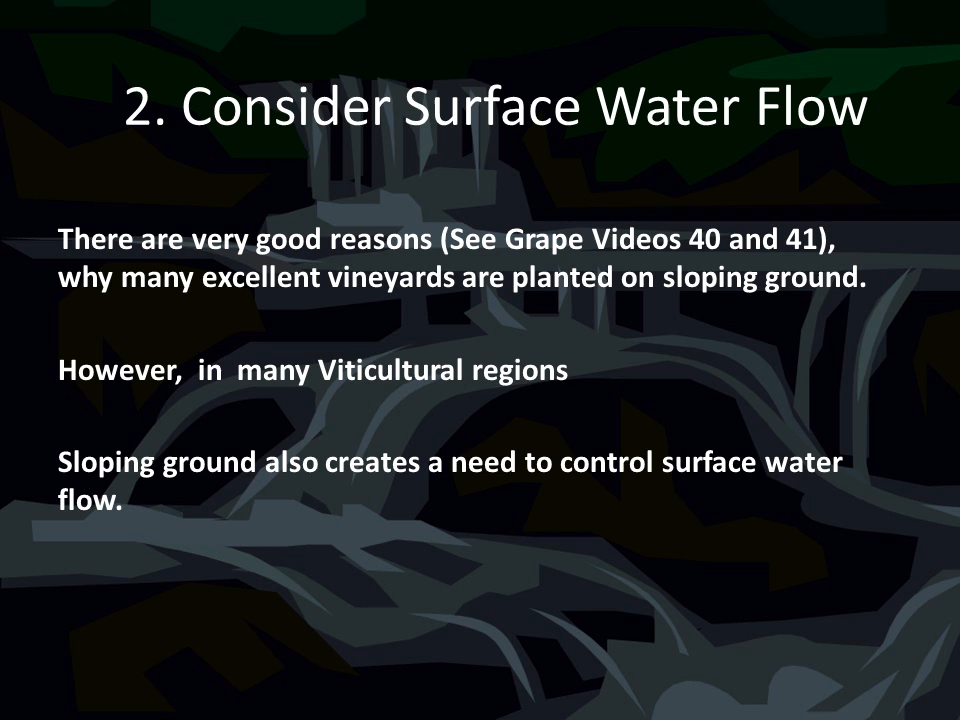 2. Consider Surface Water Flow
There are very good reasons (See Grape Videos 40 and 41),
why many excellent vineyards are planted on sloping ground.
However,  in  many Viticultural regions
Sloping ground also creates a need to control surface water
flow.